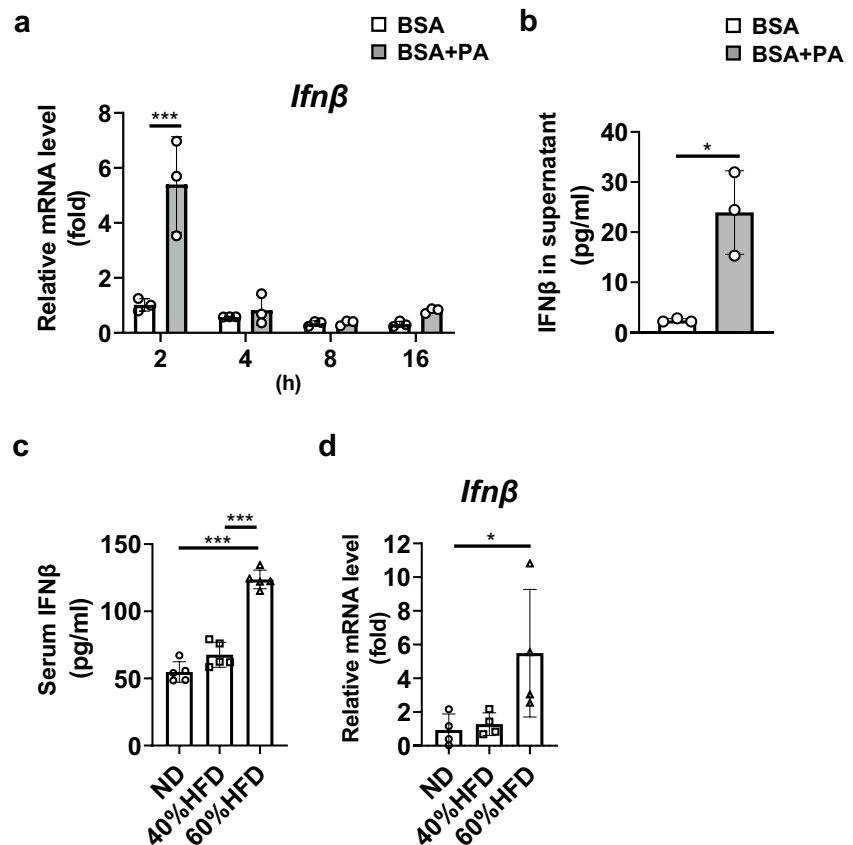 a
BSA
BSA+PA
Ifnβ
***
Relative mRNA level
(fold)
8
6
4
2
0
2 4 8 16
(h)
b
BSA
BSA+PA
*
IFNβ in supernatant
(pg/ml)
40
30
20
10
0
c
***
***
Serum IFNβ
(pg/ml)
150
100
50
0
ND
40%HFD
60%HFD
d
Ifnβ
*
Relative mRNA level
(fold)
12
10
8
6
4
2
0
ND
40%HFD
60%HFD